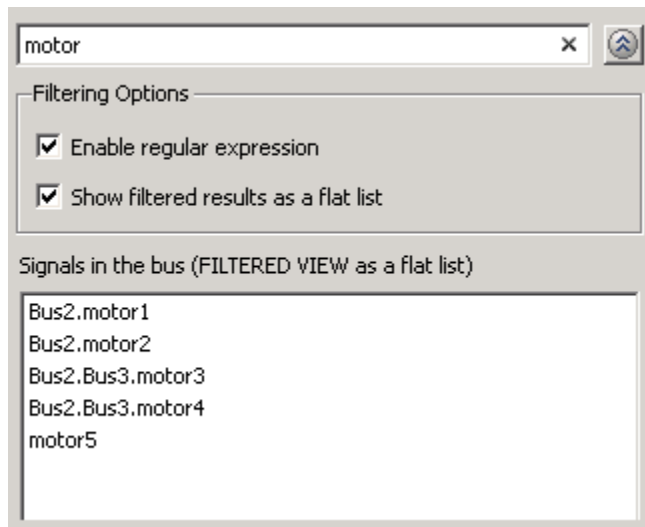 motor
Filtering Options
Enable regular expression
Show filtered results as a flat list
Signals in the bus (FILTERED VIEW as a flat list)
Bus2.motor1
Bus2.motor2
Bus2.Bus3.motor3
Bus2.Bus3.motor4
motor5